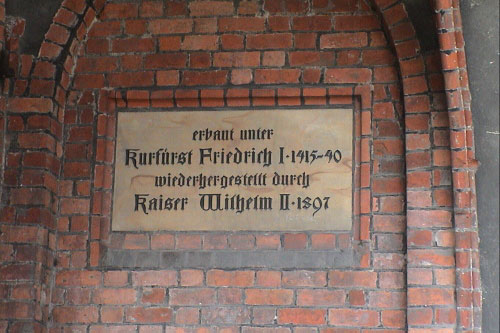 erbaut unter
Kurfürst Friedrich I·1415-40
wiederhergestellt durch
Kaiser Wilhelm II·1897